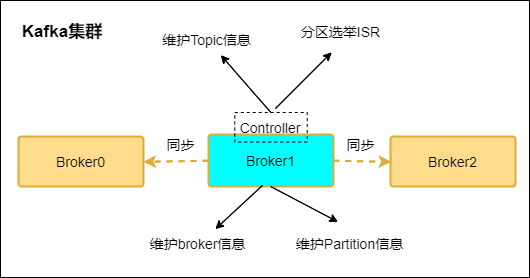 Kafka集群
维护Topic信息
分区选举ISR
Controller
Broker0
同步
Broker1
同步
Broker2
维护broker信息
维护Partition信息